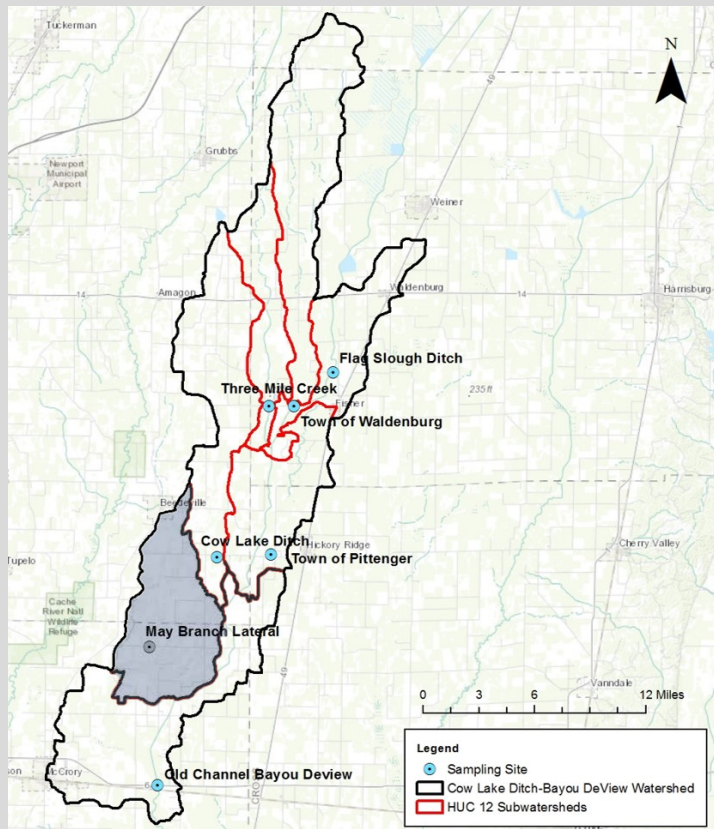 Tuckerman
N
49
Grubbs
Newport
Municipal
Airport
Weiner
14
Amagon
Waldenburg
14
Harrisburg
Flag Slough Ditch
Three Mile Creek
235 ft
Fisher
Town of Waldenburg
Beedeville
Cow Lake Ditch
Hickory Ridge
Cherry Valley
Tupelo
Town of Pittenger
Cache
River Natl
Wildlife
Refuge
May Branch Lateral
49
Vanndale
0 3 6 12 Miles
Legend
Sampling Site
Cow Lake Ditch-Bayou DeView Watershed
HUC 12 Subwatersheds
Old Channel Bayou Deview
McCrory